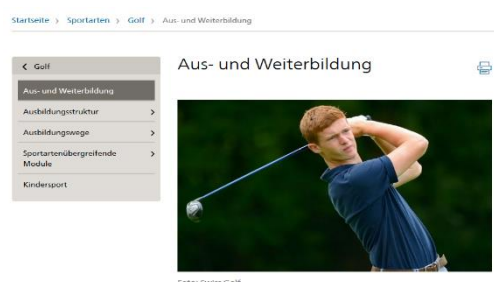 Startseite > Sportarten > Golf > Aus- und Weiterbildung
Golf
Aus- und Weiterbildung
Aus- und Weiterbildung
Ausbildungsstruktur
Ausbildungswege
Sportartenübergreifende
Module
Kindersport